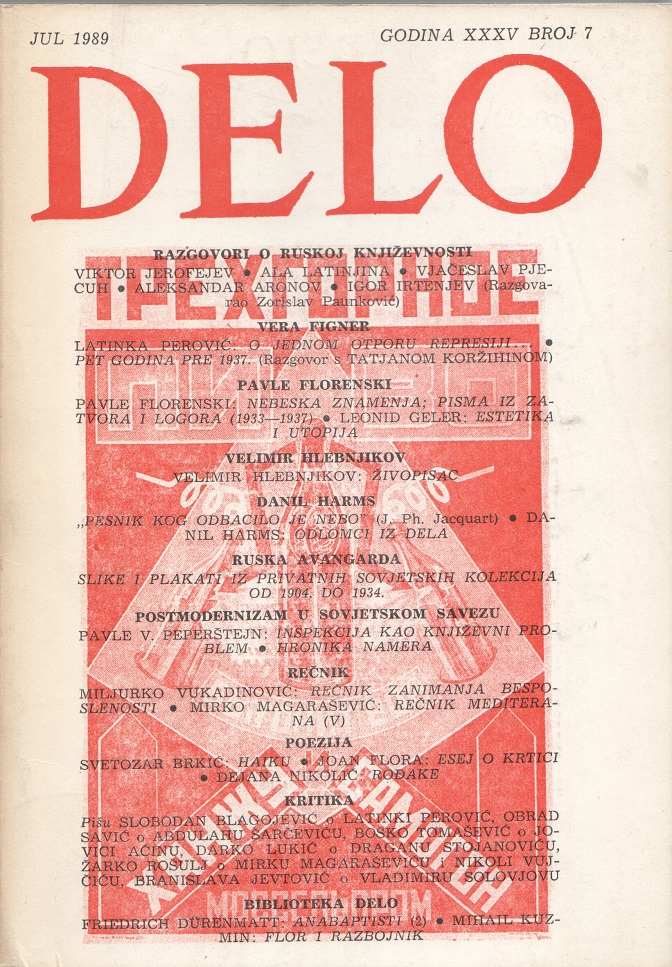 JUL 1989
GODINA XXXV BROJ 7
DELO
RAZGOVORI O RUSKOJ KNJIŽEVNOSTI
VIKTOR JEROFEJEV ● ALA LATINJINA ● VJAČESLAV PJE-
CUH ● ALEKSANDAR ARONOV ● IGOR IRTENJEV (Razgova-
rao Zorislav Paunković)
VERA FIGNER
LATINKA PEROVIĆ: O JEDNOM OTPORU REPRESIJI... ●
PET GODINA PRE 1937. (Razgovor s TATJANOM KORŽIHINOM)
PAVLE FLORENSKI
PAVLE FLORENSKI: NEBESKA ZNAMENJA; PISMA IZ ZA-
TVORA I LOGORA (1933—1937) ● LEONID GELER: ESTETIKA
I UTOPIJA
VELIMIR HLEBNJIKOV
VELIMIR HLEBNJIKOV: ŽIVOPISAC
DANIL HARMS
„PESNIK KOG ODBACILO JE NEBO" (J. Ph. Jacquart) ● DA-
NIL HARMS: ODLOMCI IZ DELA
RUSKA AVANGARDA
SLIKE I PLAKATI IZ PRIVATNIH SOVJETSKIH KOLEKCIJA
OD 1904. DO 1934.
POSTMODERNIZAM U SOVJETSKOM SAVEZU
PAVLE V. PEPERŠTEJN: INSPEKCIJA KAO KNJIŽEVNI PRO-
BLEM ● HRONIKA NAMERA
REČNIK
MILJURKO VUKADINOVIĆ: REČNIK ZANIMANJA BESPO-
SLENOSTI ● MIRKO MAGARAŠEVIĆ: REČNIK MEDITERA-
NA (V)
POEZIJA
SVETOZAR BRKIĆ: HAIKU ● JOAN FLORA: ESEJ O KRTICI
● DEJANA NIKOLIĆ: ROĐAKE
KRITIKA
Pišu SLOBODAN BLAGOJEVIĆ o LATINKI PEROVIĆ, OBRAD
SAVIĆ o ABDULAHU ŠARČEVIĆU, BOŠKO TOMAŠEVIĆ o JO-
VICI AĆINU, DARKO LUKIĆ o DRAGANU STOJANOVIĆU,
ŽARKO ROŠULJ o MIRKU MAGARAŠEVIĆU i NIKOLI VUJ-
ČIĆU, BRANISLAVA JEVTOVIĆ o VLADIMIRU SOLOVJOVU
BIBLIOTEKA DELO
FRIEDRICH DÜRENMATT: ANABAPTISTI (2) ● MIHAIL KUZ-
MIN: FLOR I RAZBOJNIK
ТРЕХГОРНОЕ
ПИВО